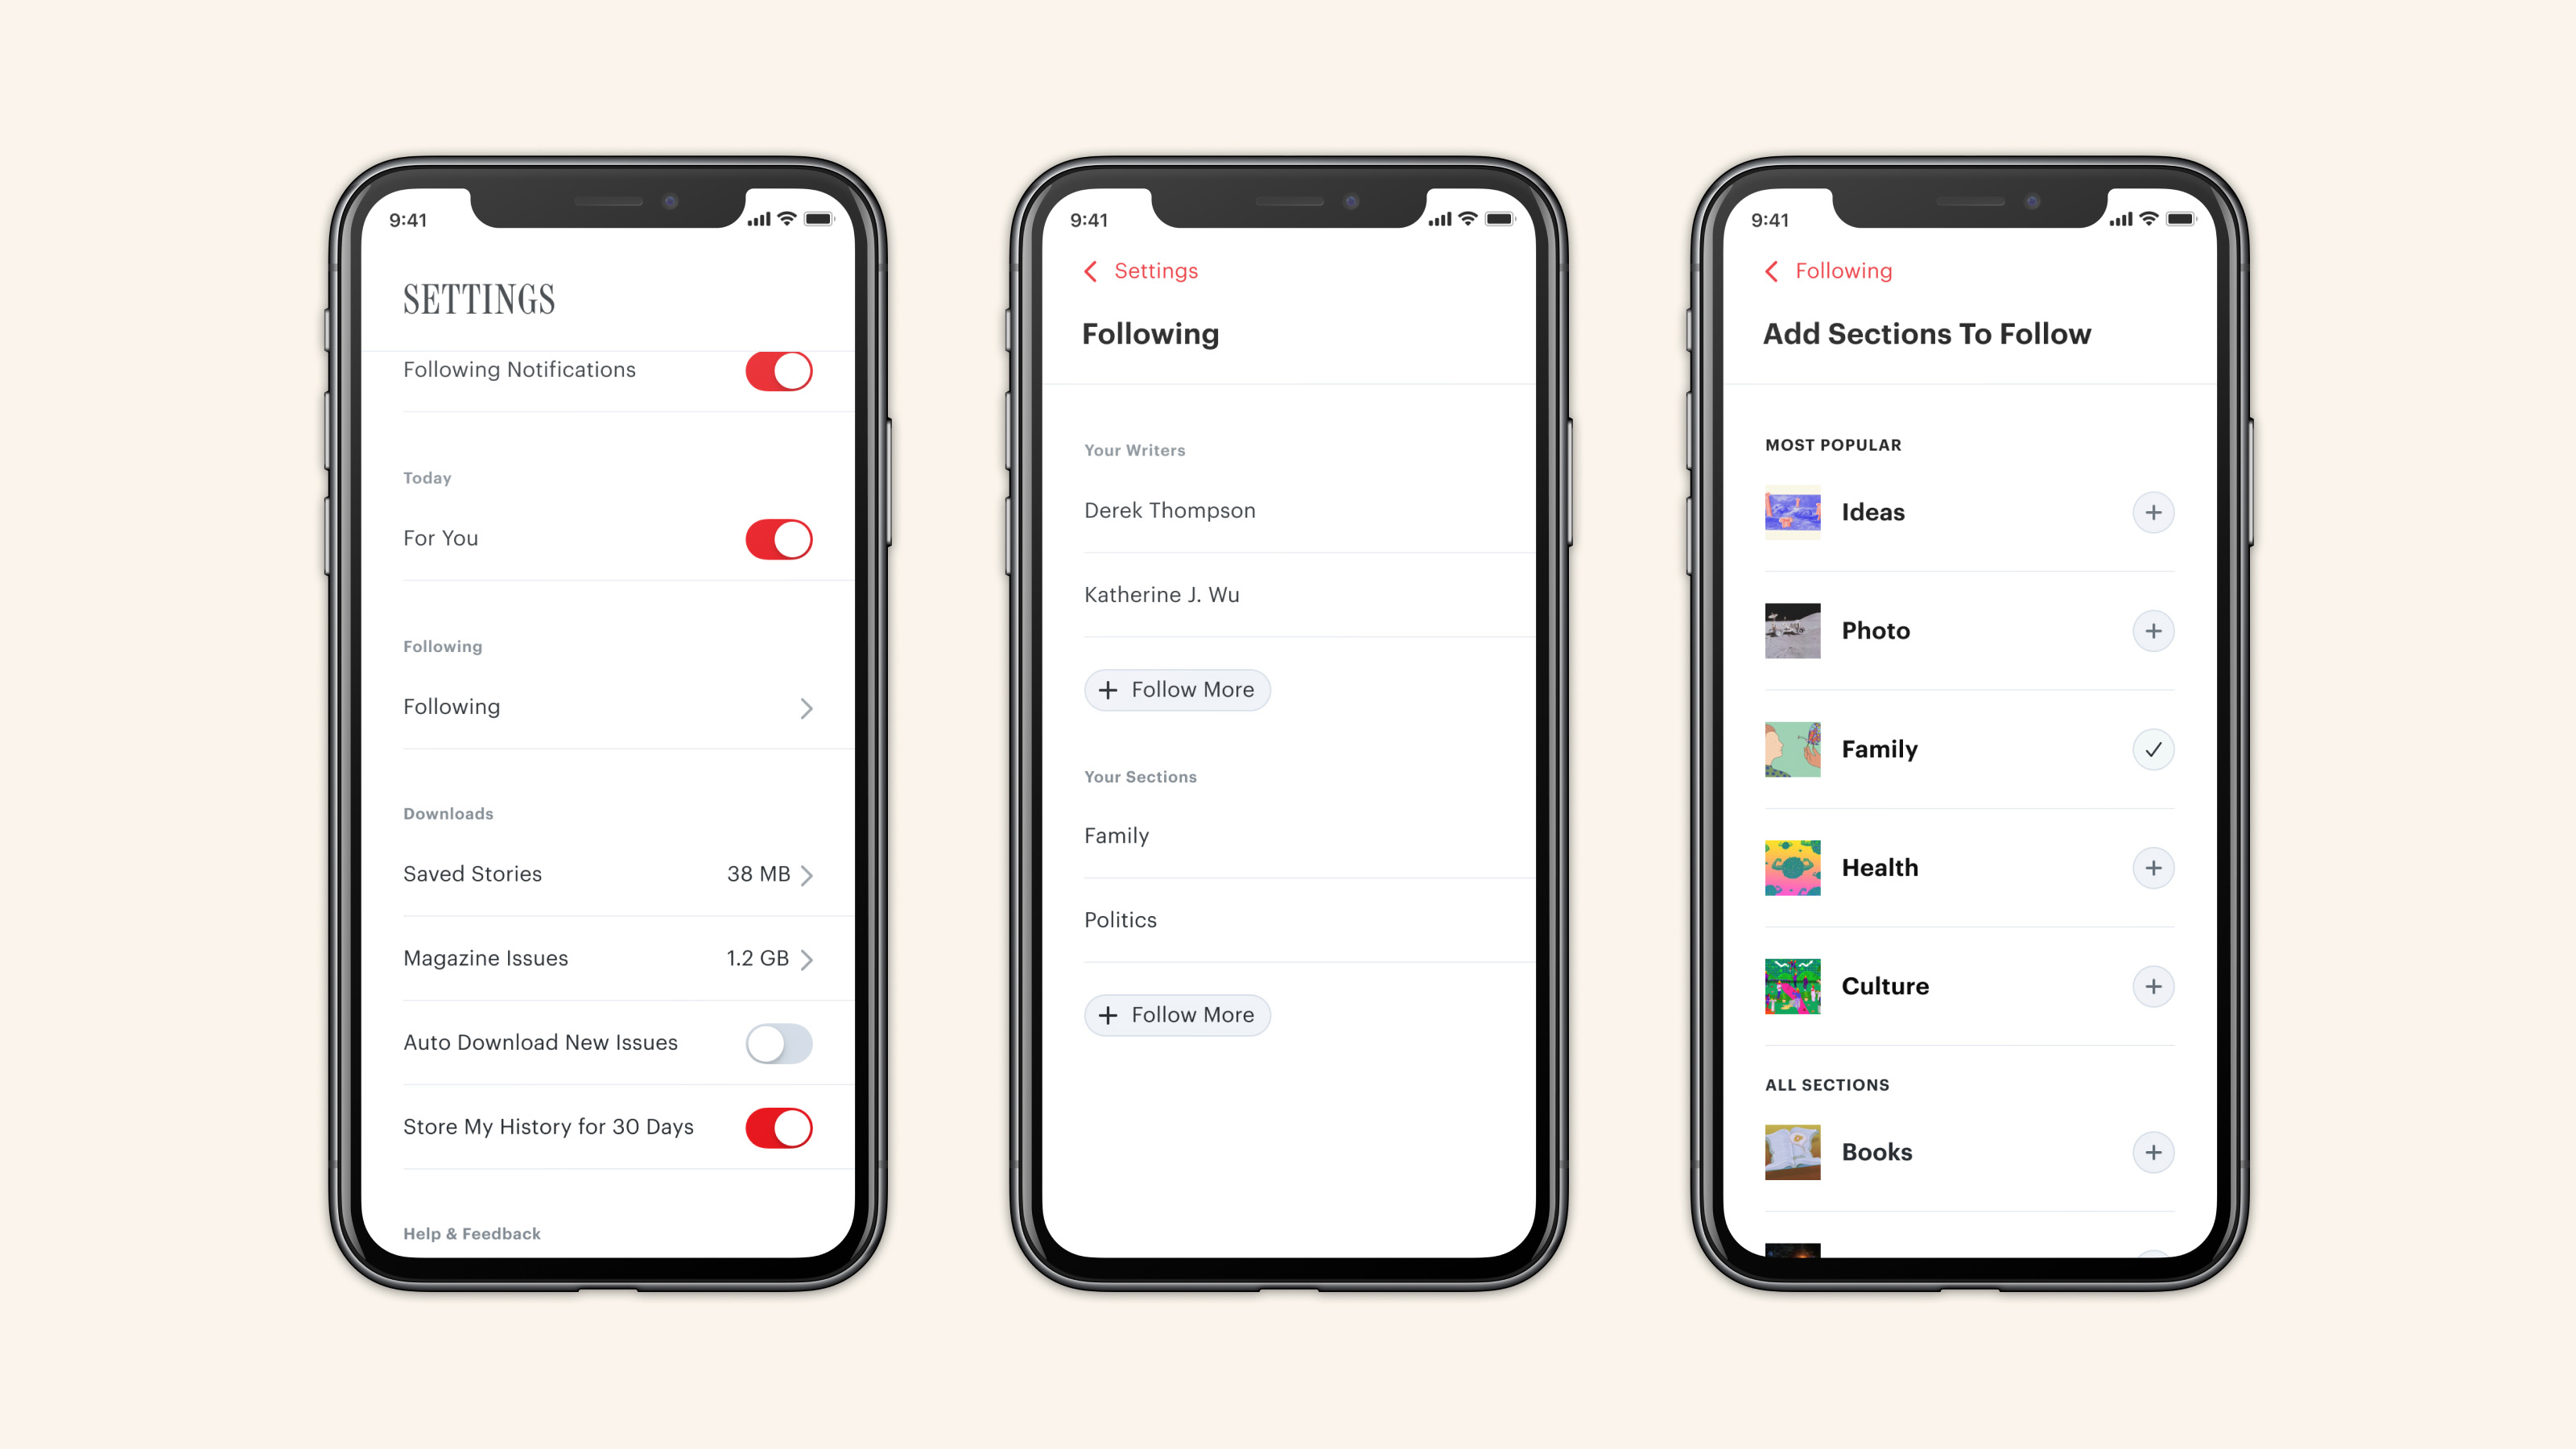 9:41
SETTINGS
Following Notifications
Today
For You
Following
Following
Downloads
Saved Stories 38 MB
Magazine Issues 1.2 GB
Auto Download New Issues
Store My History for 30 Days
Help & Feedback
9:41
Settings
Following
Your Writers
Derek Thompson
Katherine J. Wu
+ Follow More
Your Sections
Family
Politics
+ Follow More
9:41
Following
Add Sections To Follow
MOST POPULAR
Ideas
Photo
Family
Health
Culture
ALL SECTIONS
Books